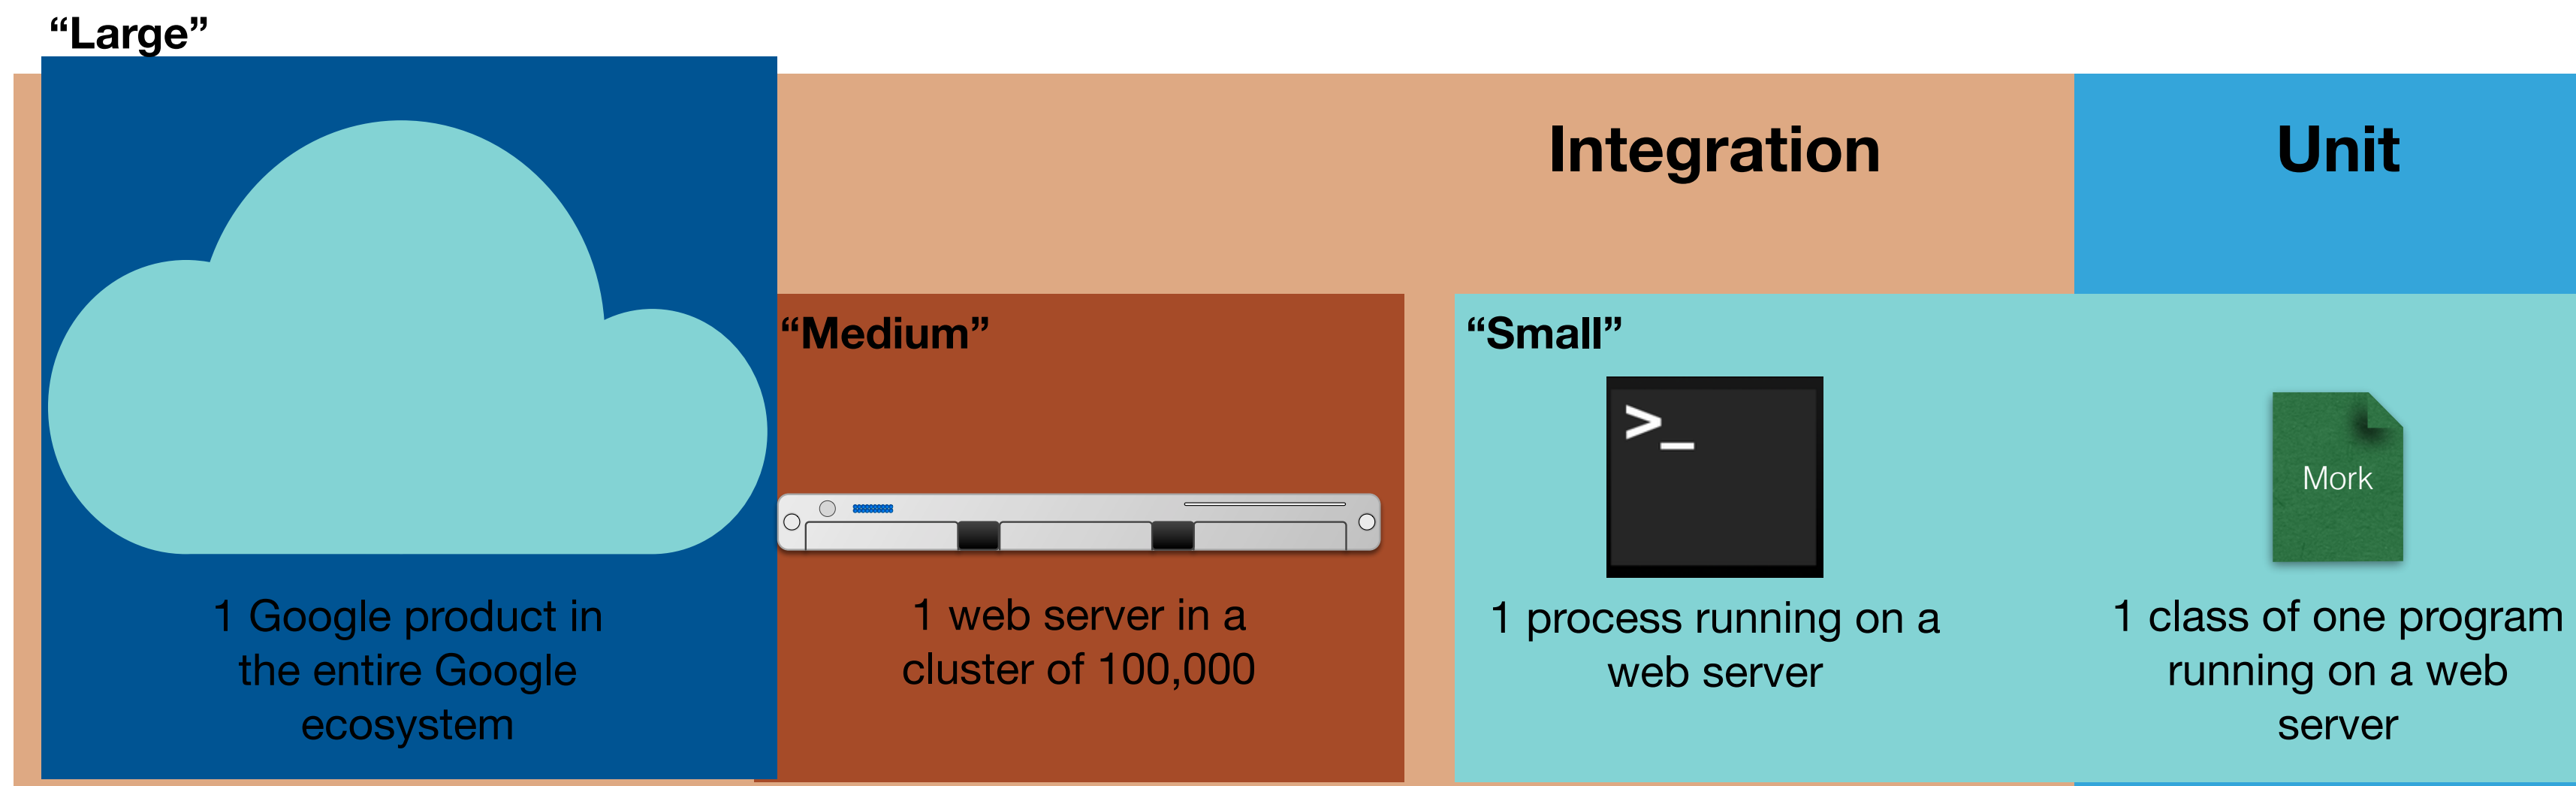 “Large”
Integration
Unit
“Medium”
“Small”
>_
Mork
1 Google product in
the entire Google
ecosystem
1 web server in a
cluster of 100,000
1 process running on a
web server
1 class of one program
running on a web
server